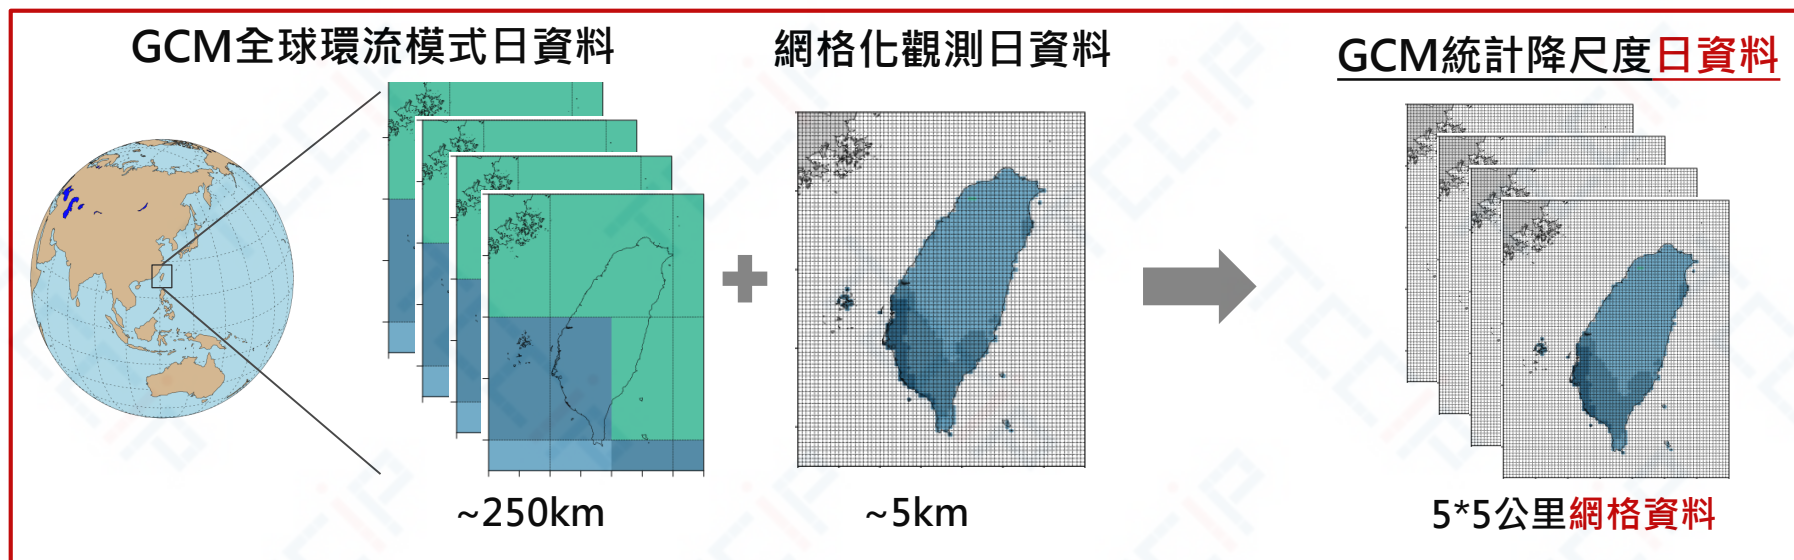 GCM全球環流模式日資料
網格化觀測日資料
GCM統計降尺度日資料
~250km
~5km
5*5公里網格資料
TCCIP